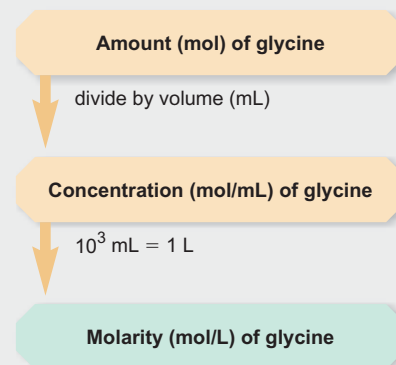 Amount (mol) of glycine
divide by volume (mL)
Concentration (mol/mL) of glycine
10³ mL = 1 L
Molarity (mol/L) of glycine